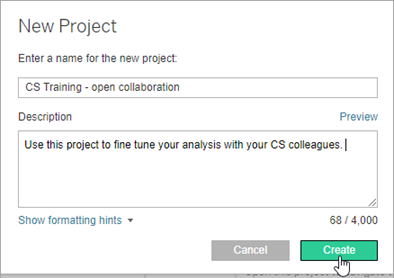 New Project
Enter a name for the new project:
CS Training - open collaboration
Description Preview
Use this project to fine tune your analysis with your CS colleagues.
Show formatting hints 68 / 4,000
Cancel Create